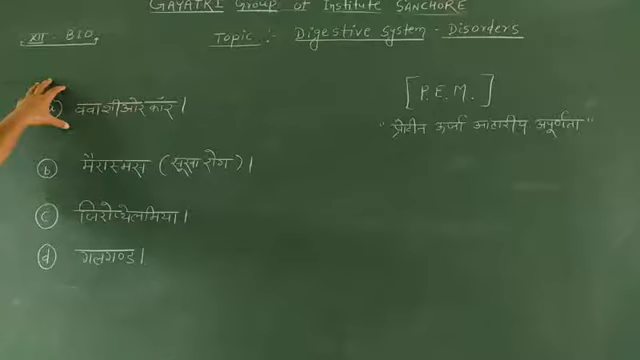 GAYATRI Group of Institute SANCHORE
XII - BIO.
Topic :- Digestive System - Disorders
[P.E.M.]
"प्रोटीन ऊर्जा आहारीय अपूर्णता"
a क्वाशीओरकॉर।
b मैरास्मस (सूखा रोग)।
c जिरोप्थेलमिया।
d गलगण्ड।